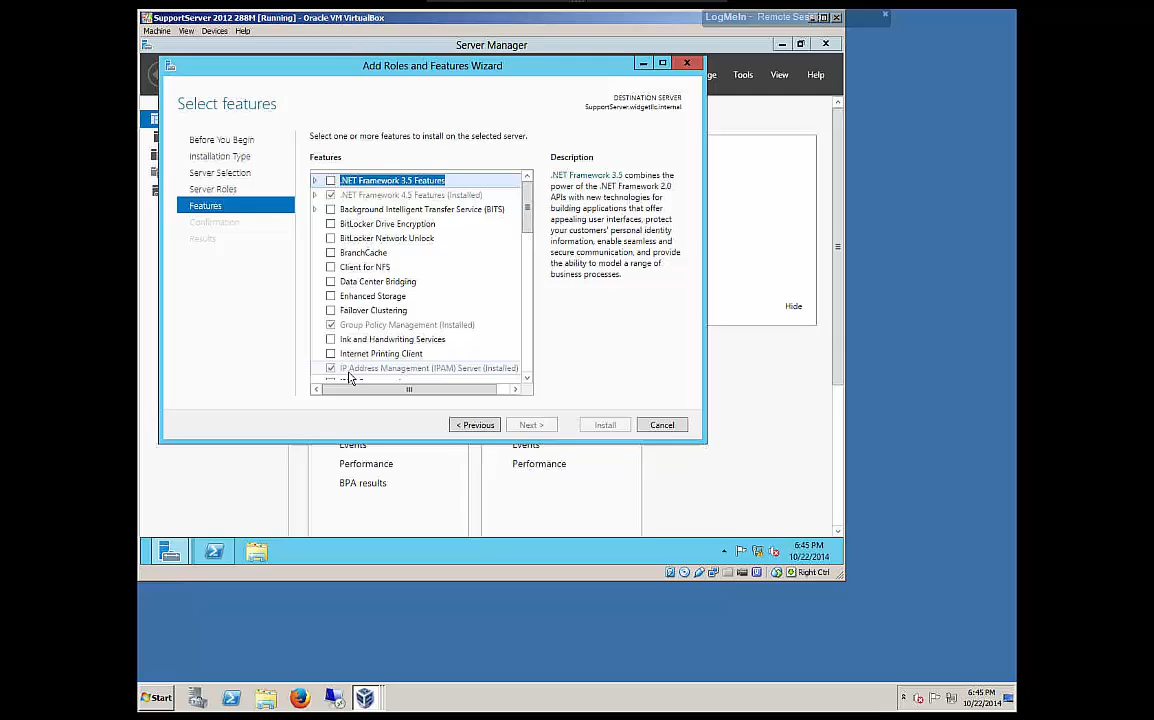 SupportServer 2012 288M [Running] - Oracle VM VirtualBox
LogMeIn - Remote Session
Machine View Devices Help
Server Manager
Add Roles and Features Wizard
Tools View Help
Select features
DESTINATION SERVER
SupportServer.widgetllc.internal
Before You Begin
Installation Type
Server Selection
Server Roles
Features
Confirmation
Results
Select one or more features to install on the selected server.
Features
.NET Framework 3.5 Features
.NET Framework 4.5 Features (Installed)
Background Intelligent Transfer Service (BITS)
BitLocker Drive Encryption
BitLocker Network Unlock
BranchCache
Client for NFS
Data Center Bridging
Enhanced Storage
Failover Clustering
Group Policy Management (Installed)
Ink and Handwriting Services
Internet Printing Client
IP Address Management (IPAM) Server (Installed)
Description
.NET Framework 3.5 combines the
power of the .NET Framework 2.0
APIs with new technologies for
building applications that offer
appealing user interfaces, protect
your customers' personal identity
information, enable seamless and
secure communication, and provide
the ability to model a range of
business processes.
Hide
< Previous
Next >
Install
Cancel
Events
Events
Performance
Performance
BPA results
6:45 PM
10/22/2014
Right Ctrl
Start
6:45 PM
10/22/2014